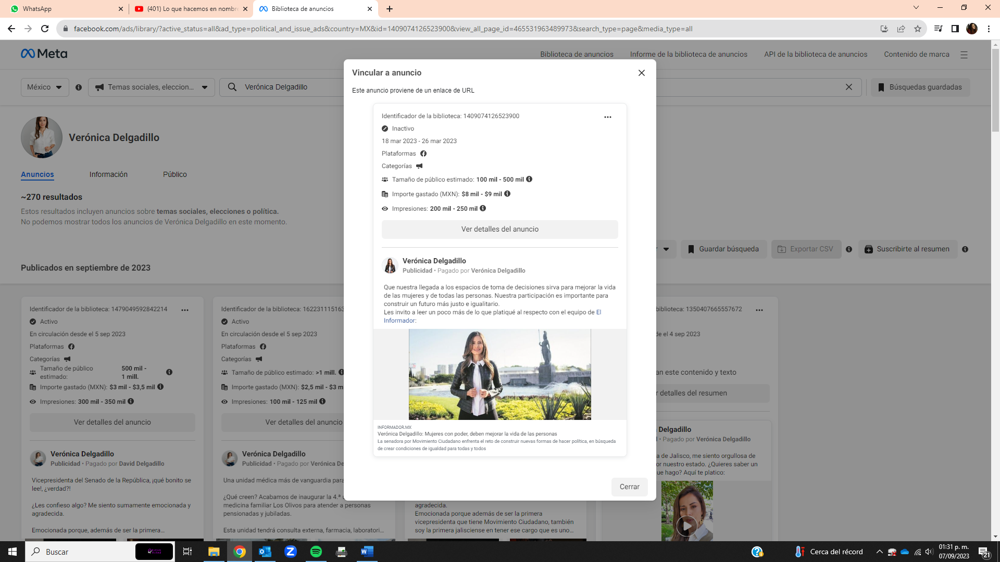 WhatsApp
(401) Lo que hacemos en nombre
Biblioteca de anuncios
facebook.com/ads/library/?active_status=all&ad_type=political_and_issue_ads&country=MX&id=1409074126523900&view_all_page_id=465531963489973&search_type=page&media_type=all
Meta
Biblioteca de anuncios
Informe de la biblioteca de anuncios
API de la biblioteca de anuncios
Contenido de marca
México
Temas sociales, eleccion...
Verónica Delgadillo
Búsquedas guardadas
Verónica Delgadillo
Anuncios
Información
Público
~270 resultados
Estos resultados incluyen anuncios sobre temas sociales, elecciones o política.
No podemos mostrar todos los anuncios de Verónica Delgadillo en este momento.
Guardar búsqueda
Exportar CSV
Suscribirte al resumen
Publicados en septiembre de 2023
Vincular a anuncio
Este anuncio proviene de un enlace de URL
Identificador de la biblioteca: 1409074126523900
Inactivo
18 mar 2023 - 26 mar 2023
Plataformas
Categorías
Tamaño de público estimado: 100 mil - 500 mil
Importe gastado (MXN): $8 mil - $9 mil
Impresiones: 200 mil - 250 mil
Ver detalles del anuncio
Verónica Delgadillo
Publicidad • Pagado por Verónica Delgadillo
Que nuestra llegada a los espacios de toma de decisiones sirva para mejorar la vida
de las mujeres y de todas las personas. Nuestra participación es importante para
construir un futuro más justo e igualitario.
Les invito a leer un poco más de lo que platiqué al respecto con el equipo de El
Informador:
INFORMADOR.MX
Verónica Delgadillo: Mujeres con poder, deben mejorar la vida de las personas
La senadora por Movimiento Ciudadano enfrenta el reto de construir nuevas formas de hacer política, en búsqueda
de crear condiciones de igualdad para todas y todos
Cerrar
Identificador de la biblioteca: 1479049592842214
Activo
En circulación desde el 5 sep 2023
Plataformas
Categorías
Tamaño de público
estimado:
500 mil -
1 mill.
Importe gastado (MXN): $3 mil - $3,5 mil
Impresiones: 300 mil - 350 mil
Ver detalles del anuncio
Verónica Delgadillo
Publicidad • Pagado por David Delgadillo
Vicepresidenta del Senado de la República, ¡qué bonito se
lee!, ¿verdad?!
¿Les confieso algo? Me siento sumamente emocionada y
agradecida.
Emocionada porque, además de ser la primera...
Identificador de la biblioteca: 162231115163
Activo
En circulación desde el 5 sep 2023
Plataformas
Categorías
Tamaño de público estimado: >1 mill.
Importe gastado (MXN): $2,5 mil - $3 m
Impresiones: 100 mil - 125 mil
Ver detalles del anuncio
Verónica Delgadillo
Publicidad • Pagado por Verónica De
Una unidad médica más de vanguardia para
¿Qué creen? Acabamos de inaugurar la 4.ª
medicina familiar Los Olivos para atender a personas
pensionadas y jubiladas.
Esta unidad tendrá consulta externa, farmacia, laboratori...
agradecida.
Emocionada porque además de ser la primera
vicepresidenta que tiene Movimiento Ciudadano, también
soy la primera jalisciense en tener ese cargo que es uno...
biblioteca: 1350407665557672
de el 4 sep 2023
an este contenido y texto
r detalles del resumen
Delgadillo
Pagado por Verónica Delgadillo
a de Jalisco, me siento orgullosa de
or nuestro estado. ¿Quieres saber un
ue hago? Aquí te platico:
Buscar
Cerca del récord
01:31 p. m.
07/09/2023
21